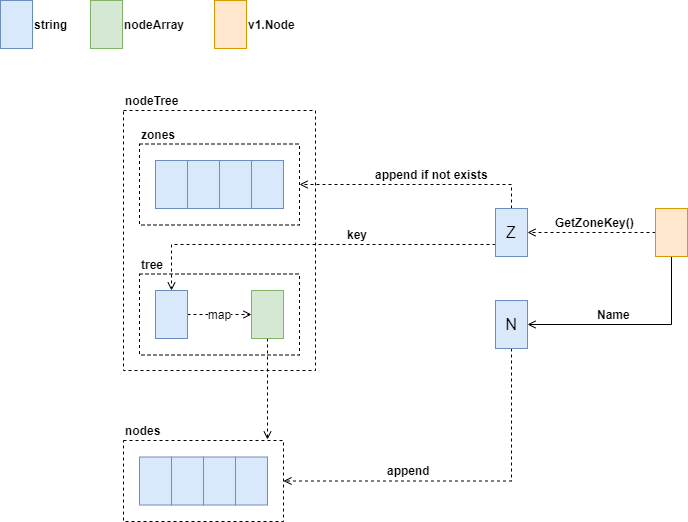 string
nodeArray
v1.Node
nodeTree
zones
append if not exists
GetZoneKey()
Z
key
tree
map
N
Name
nodes
append